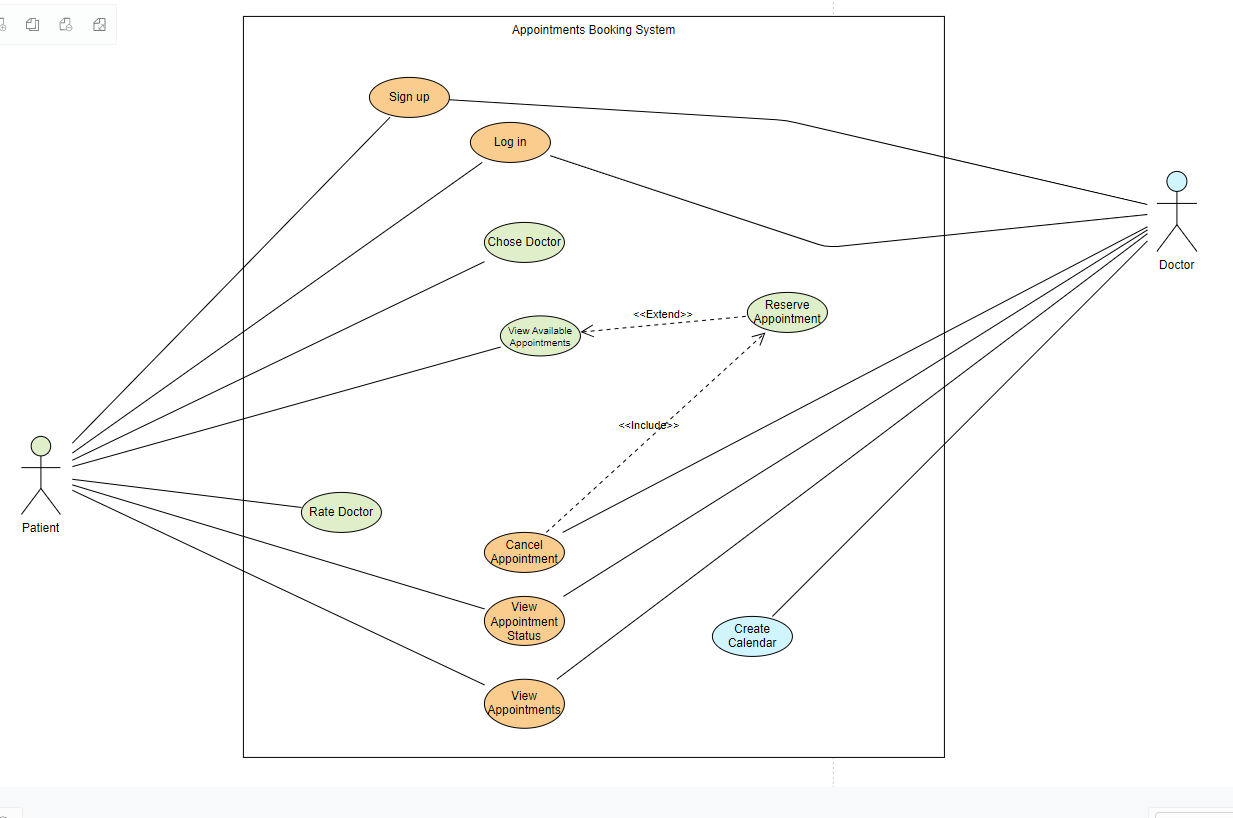 Appointments Booking System
Sign up
Log in
Chose Doctor
Doctor
Reserve
Appointment
<<Extend>>
View Available
Appointments
<<Include>>
Patient
Rate Doctor
Cancel
Appointment
View
Appointment
Status
Create
Calendar
View
Appointments